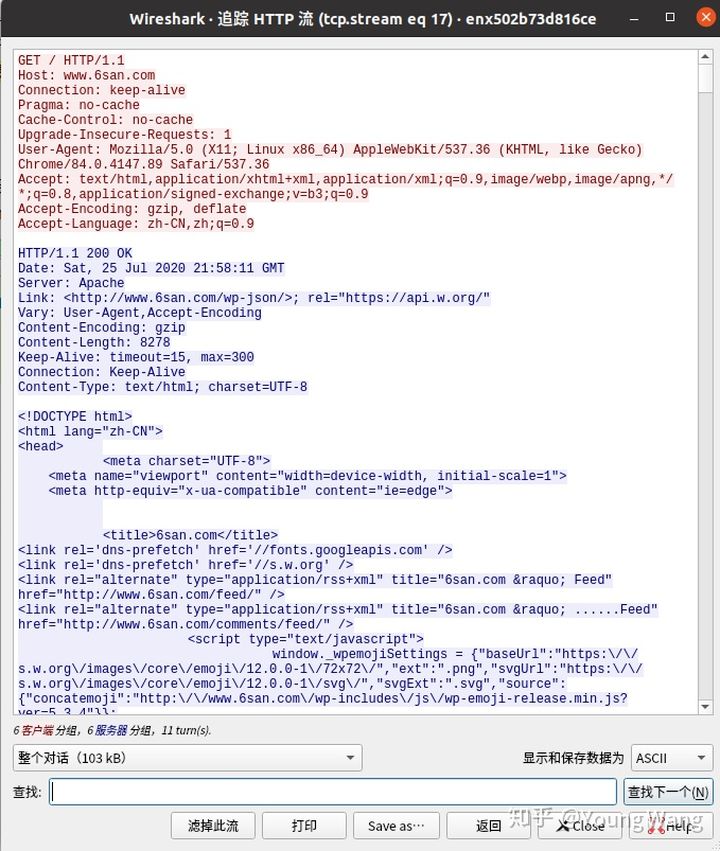 Wireshark · 追踪 HTTP 流 (tcp.stream eq 17) · enx502b73d816ce
GET / HTTP/1.1
Host: www.6san.com
Connection: keep-alive
Pragma: no-cache
Cache-Control: no-cache
Upgrade-Insecure-Requests: 1
User-Agent: Mozilla/5.0 (X11; Linux x86_64) AppleWebKit/537.36 (KHTML, like Gecko)
Chrome/84.0.4147.89 Safari/537.36
Accept: text/html,application/xhtml+xml,application/xml;q=0.9,image/webp,image/apng,*/
*;q=0.8,application/signed-exchange;v=b3;q=0.9
Accept-Encoding: gzip, deflate
Accept-Language: zh-CN,zh;q=0.9
HTTP/1.1 200 OK
Date: Sat, 25 Jul 2020 21:58:11 GMT
Server: Apache
Link: <http://www.6san.com/wp-json/>; rel="https://api.w.org/"
Vary: User-Agent,Accept-Encoding
Content-Encoding: gzip
Content-Length: 8278
Keep-Alive: timeout=15, max=300
Connection: Keep-Alive
Content-Type: text/html; charset=UTF-8
<!DOCTYPE html>
<html lang="zh-CN">
<head>
<meta charset="UTF-8">
<meta name="viewport" content="width=device-width, initial-scale=1">
<meta http-equiv="x-ua-compatible" content="ie=edge">
<title>6san.com</title>
<link rel='dns-prefetch' href='//fonts.googleapis.com' />
<link rel='dns-prefetch' href='//s.w.org' />
<link rel="alternate" type="application/rss+xml" title="6san.com &raquo; Feed"
href="http://www.6san.com/feed/" />
<link rel="alternate" type="application/rss+xml" title="6san.com &raquo; ......Feed"
href="http://www.6san.com/comments/feed/" />
<script type="text/javascript">
window._wpemojiSettings = {"baseUrl":"https:\/\/
s.w.org\/images\/core\/emoji\/12.0.0-1\/72x72\/","ext":".png","svgUrl":"https:\/\/
s.w.org\/images\/core\/emoji\/12.0.0-1\/svg\/","svgExt":".svg","source":
{"concatemoji":"http:\/\/www.6san.com\/wp-includes\/js\/wp-emoji-release.min.js?
ver=5.3.4"}};
6 客户端 分组，6 服务器 分组，11 turn(s).
整个对话（103 kB）
显示和保存数据为 ASCII
查找:
查找下一个(N)
滤掉此流 打印 Save as… 返回 Close Help
知乎 @YoungWang